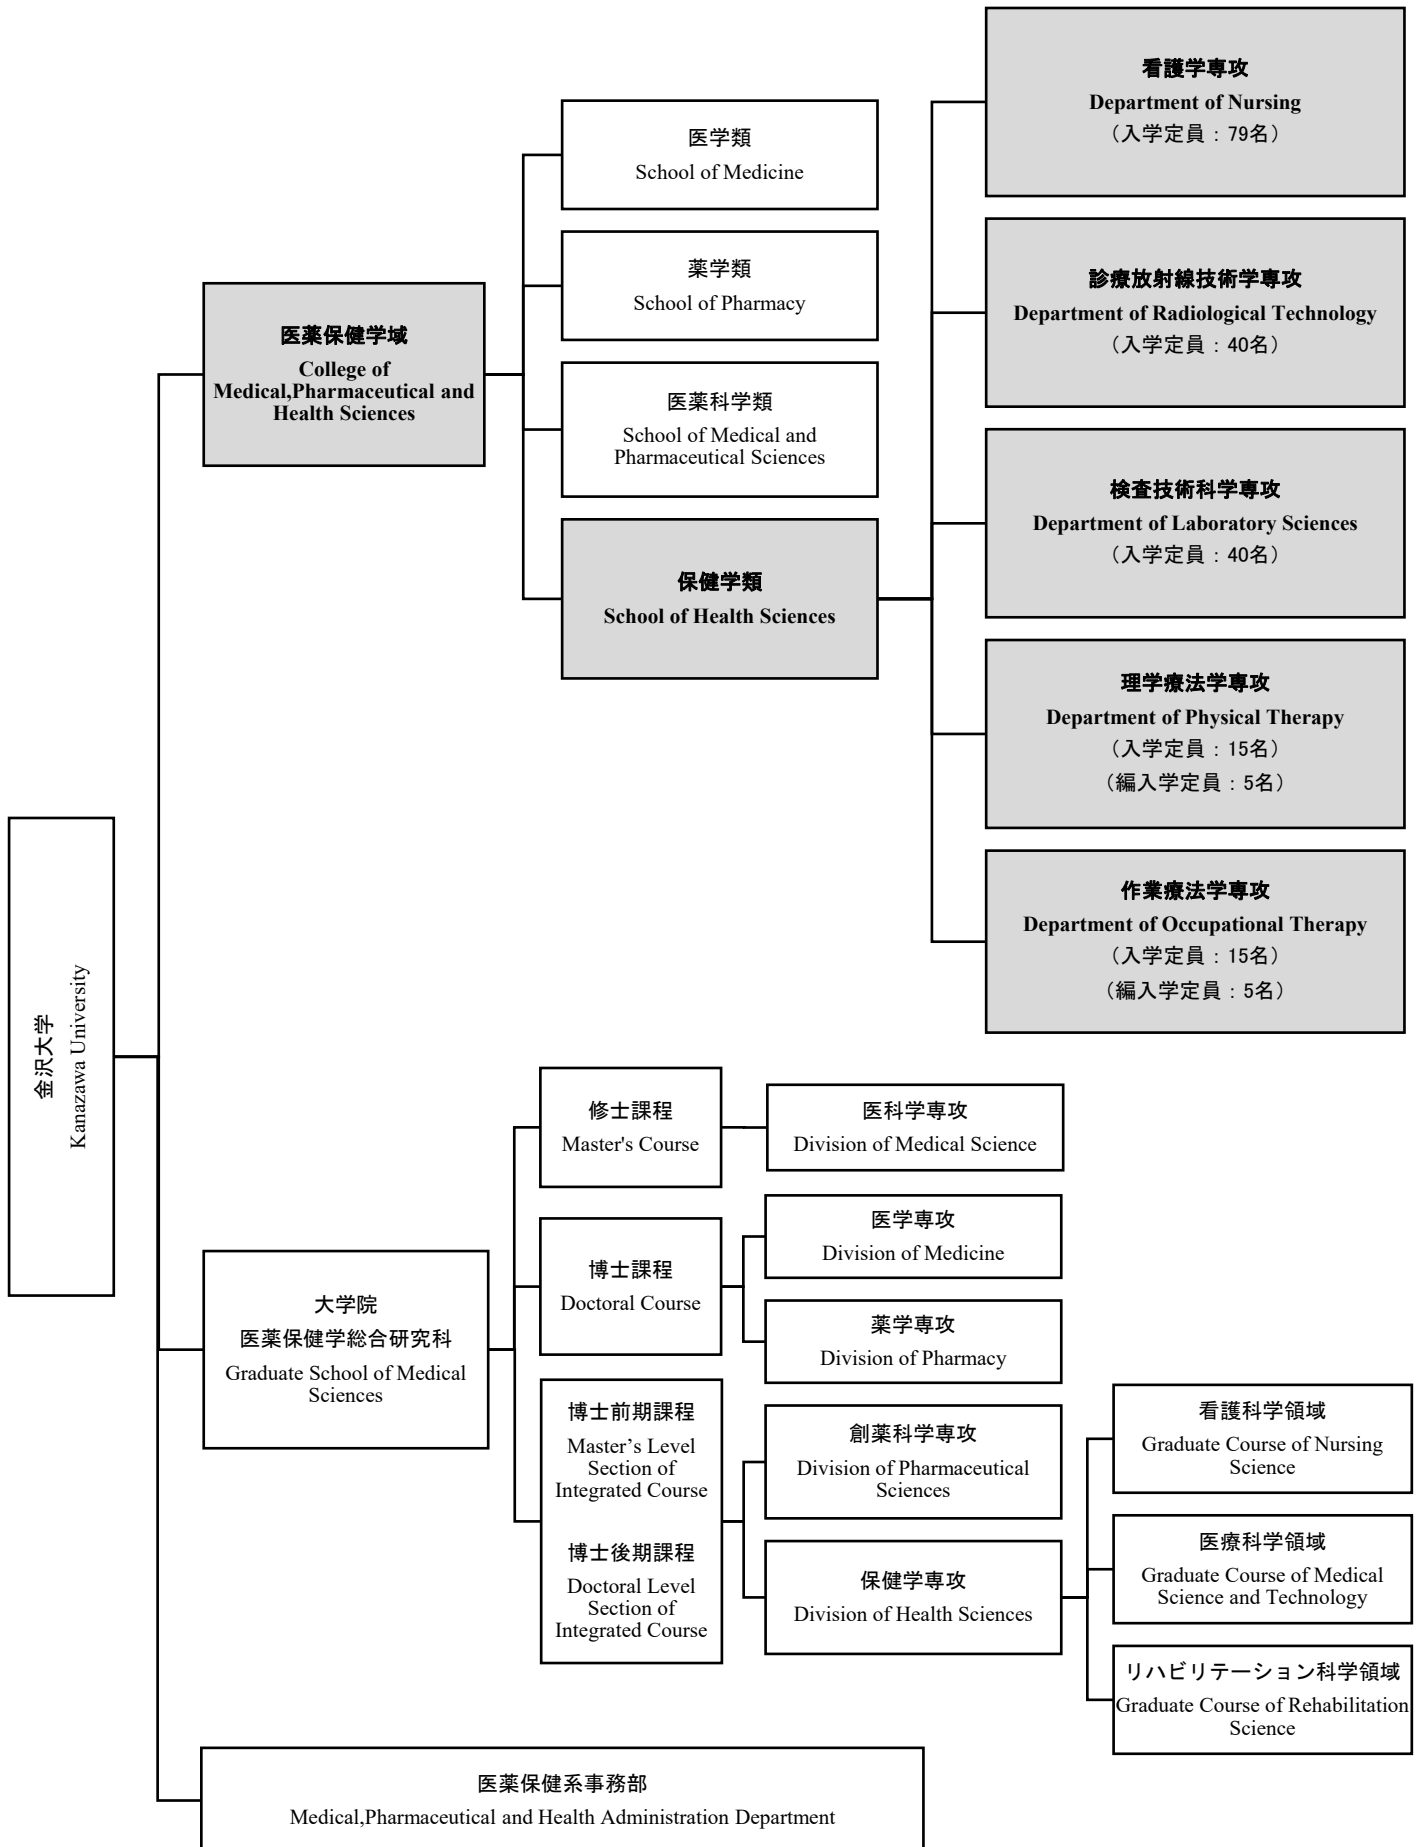 金沢大学
Kanazawa University
医薬保健学域
College of
Medical,Pharmaceutical and
Health Sciences
医学類
School of Medicine
薬学類
School of Pharmacy
医薬科学類
School of Medical and
Pharmaceutical Sciences
保健学類
School of Health Sciences
看護学専攻
Department of Nursing
（入学定員：79名）
診療放射線技術学専攻
Department of Radiological Technology
（入学定員：40名）
検査技術科学専攻
Department of Laboratory Sciences
（入学定員：40名）
理学療法学専攻
Department of Physical Therapy
（入学定員：15名）
（編入学定員：5名）
作業療法学専攻
Department of Occupational Therapy
（入学定員：15名）
（編入学定員：5名）
大学院
医薬保健学総合研究科
Graduate School of Medical
Sciences
修士課程
Master's Course
医科学専攻
Division of Medical Science
博士課程
Doctoral Course
医学専攻
Division of Medicine
薬学専攻
Division of Pharmacy
博士前期課程
Master’s Level
Section of
Integrated Course
博士後期課程
Doctoral Level
Section of
Integrated Course
創薬科学専攻
Division of Pharmaceutical
Sciences
保健学専攻
Division of Health Sciences
看護科学領域
Graduate Course of Nursing
Science
医療科学領域
Graduate Course of Medical
Science and Technology
リハビリテーション科学領域
Graduate Course of Rehabilitation
Science
医薬保健系事務部
Medical,Pharmaceutical and Health Administration Department